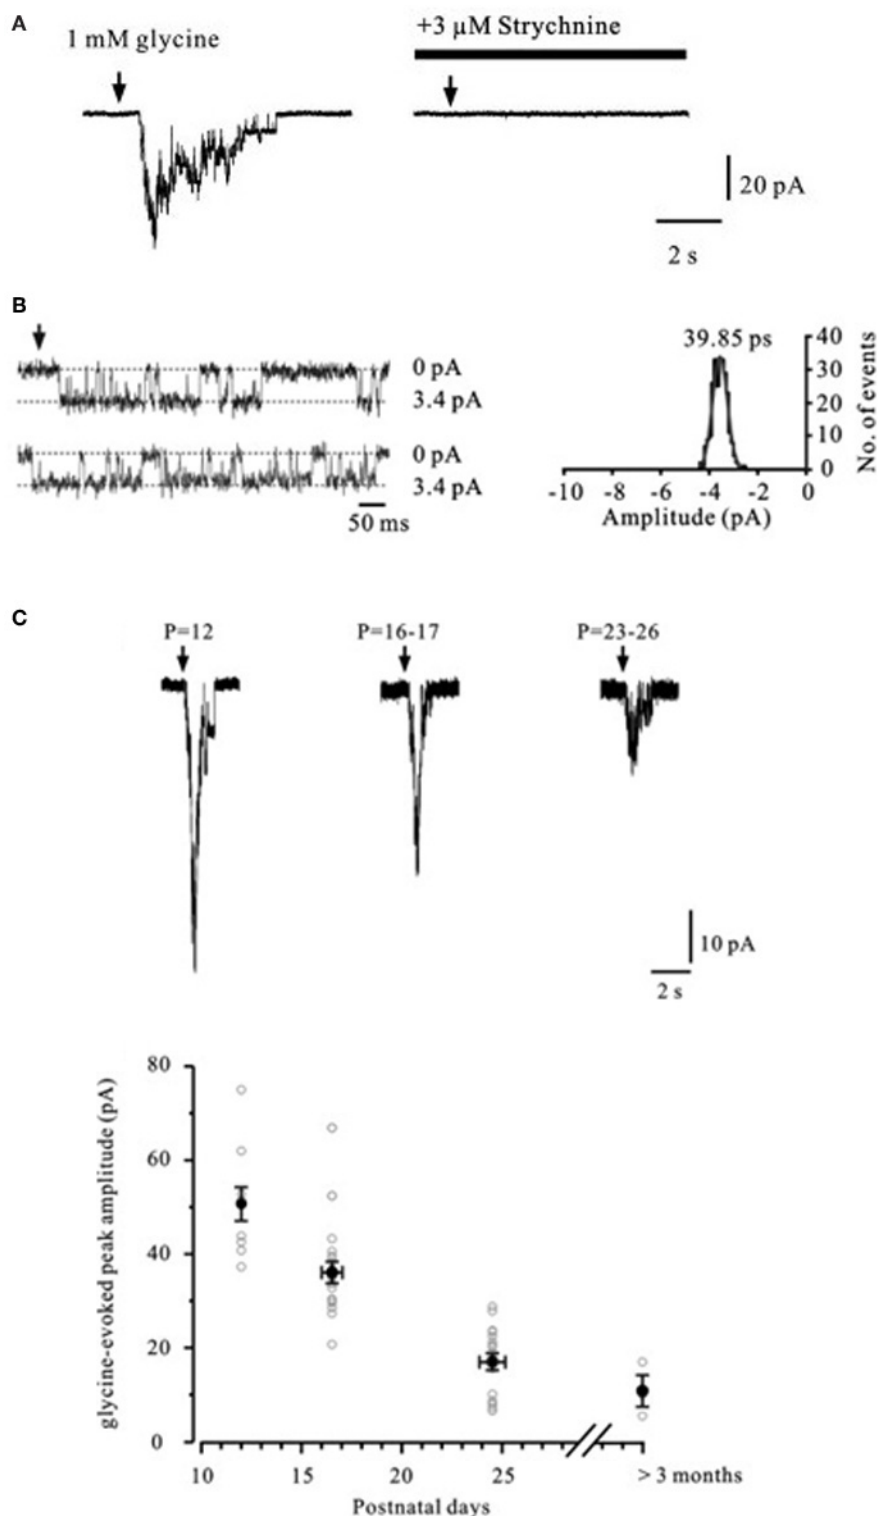 A
1 mM glycine
+3 µM Strychnine
20 pA
2 s
B
0 pA
3.4 pA
0 pA
3.4 pA
50 ms
39.85 ps
40
30
20
10
0
No. of events
-10 -8 -6 -4 -2 0
Amplitude (pA)
C
P=12
P=16-17
P=23-26
10 pA
2 s
80
60
40
20
0
glycine-evoked peak amplitude (pA)
10 15 20 25 > 3 months
Postnatal days